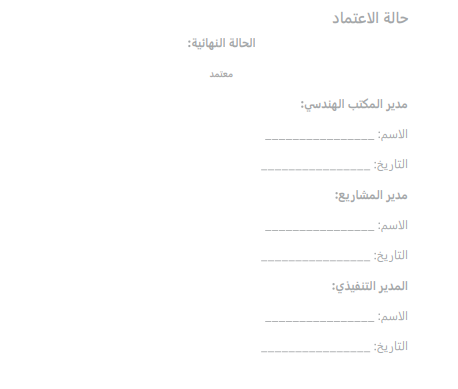 حالة الاعتماد
الحالة النهائية:
معتمد
مدير المكتب الهندسي:
الاسم: ________________
التاريخ: ________________
مدير المشاريع:
الاسم: ________________
التاريخ: ________________
المدير التنفيذي:
الاسم: ________________
التاريخ: ________________